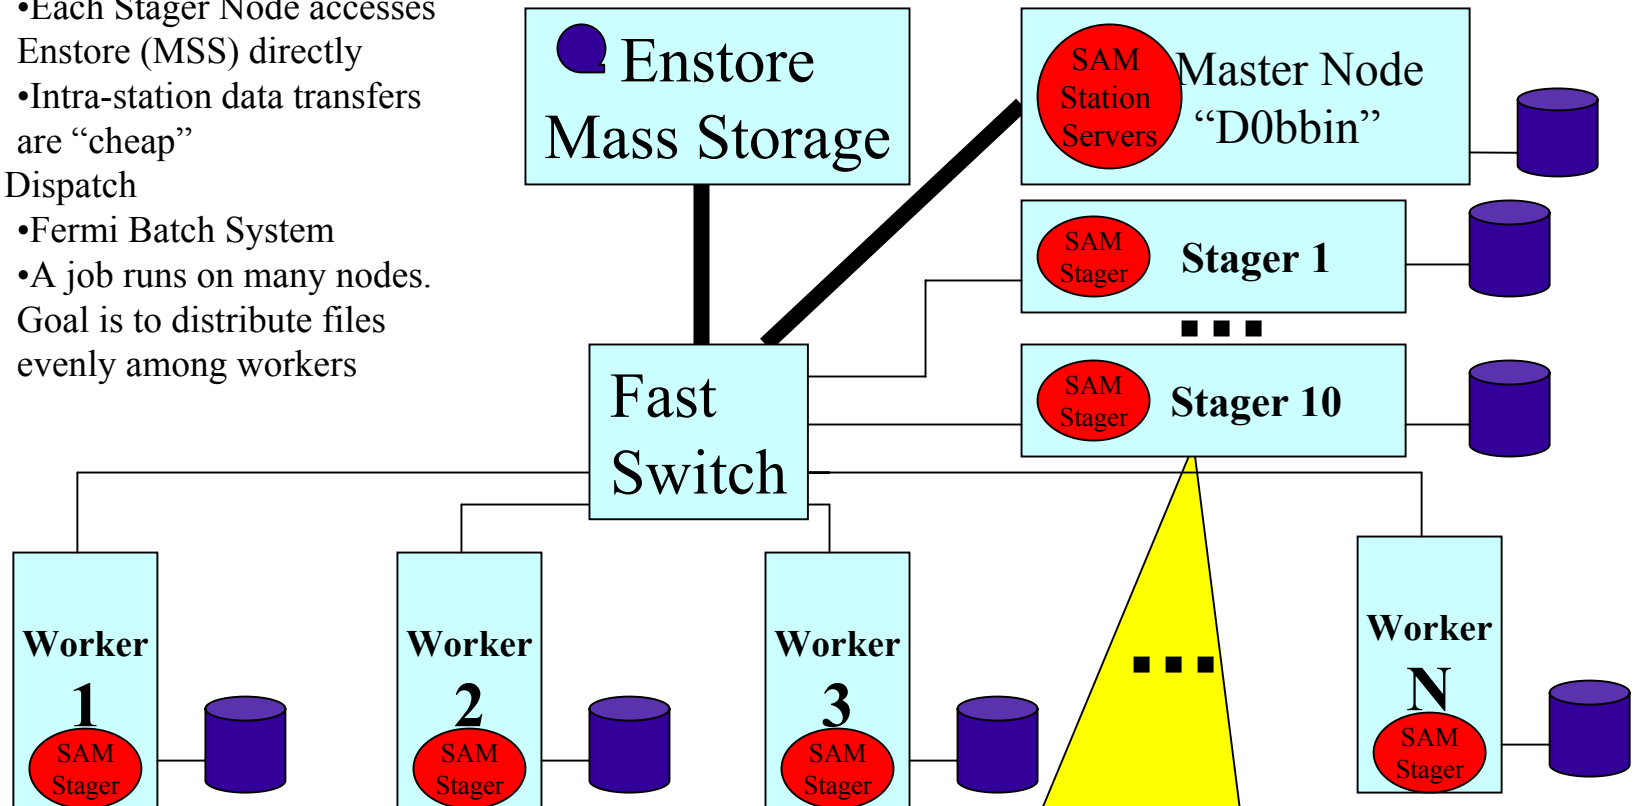 •Each Stager Node accesses
Enstore (MSS) directly
•Intra-station data transfers
are “cheap”
Dispatch
•Fermi Batch System
•A job runs on many nodes.
Goal is to distribute files
evenly among workers
Enstore
Mass Storage
SAM
Station
Servers
Master Node
“D0bbin”
SAM
Stager
Stager 1
SAM
Stager
Stager 10
Fast
Switch
Worker
1
SAM
Stager
Worker
2
SAM
Stager
Worker
3
SAM
Stager
Worker
N
SAM
Stager